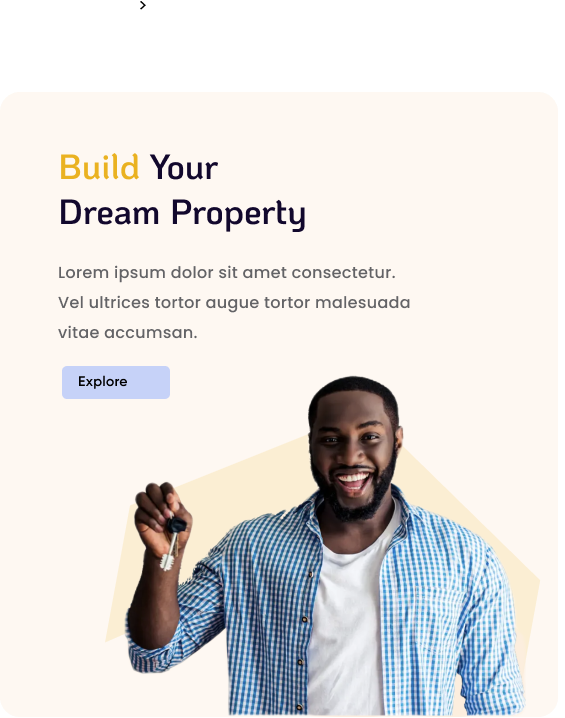 Build Your
Dream Property
Lorem ipsum dolor sit amet consectetur.
Vel ultrices tortor augue tortor malesuada
vitae accumsan.
Explore